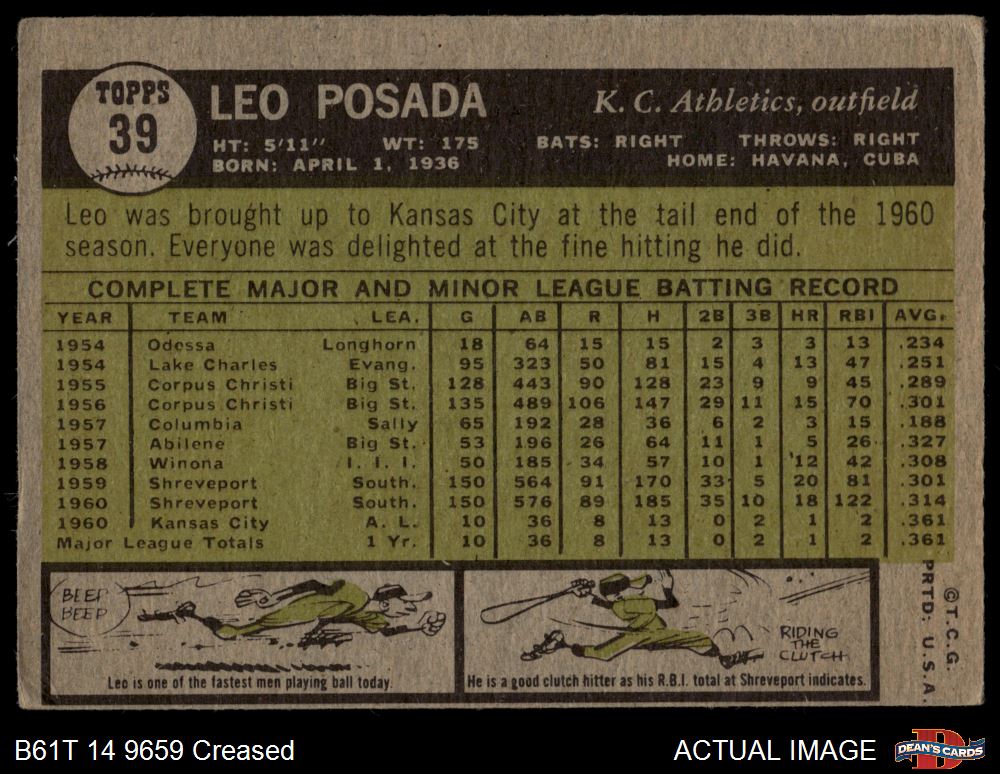 TOPPS
39
LEO POSADA
K. C. Athletics, outfield
HT: 5'11" WT: 175 BATS: RIGHT THROWS: RIGHT
BORN: APRIL 1, 1936 HOME: HAVANA, CUBA
Leo was brought up to Kansas City at the tail end of the 1960
season. Everyone was delighted at the fine hitting he did.
COMPLETE MAJOR AND MINOR LEAGUE BATTING RECORD
YEAR TEAM LEA. G AB R H 2B 3B HR RBI AVG.
1954 Odessa Longhorn 18 64 15 15 2 3 3 13 .234
1954 Lake Charles Evang. 95 323 50 81 15 4 13 47 .251
1955 Corpus Christi Big St. 128 443 90 128 23 9 9 45 .289
1956 Corpus Christi Big St. 135 489 106 147 29 11 15 70 .301
1957 Columbia Sally 65 192 28 36 6 2 3 15 .188
1957 Abilene Big St. 53 196 26 64 11 1 5 26 .327
1958 Winona I. I. I. 50 185 34 57 10 1 12 42 .308
1959 Shreveport South. 150 564 91 170 33 5 20 81 .301
1960 Shreveport South. 150 576 89 185 35 10 18 122 .314
1960 Kansas City A. L. 10 36 8 13 0 2 1 2 .361
Major League Totals 1 Yr. 10 36 8 13 0 2 1 2 .361
BEEP
BEEP
Leo is one of the fastest men playing ball today.
RIDING
THE
CLUTCH
He is a good clutch hitter as his R.B.I. total at Shreveport indicates.
©T.C.G.
PRTD: U.S.A.
B61T 14 9659 Creased
ACTUAL IMAGE
D
DEAN'S CARDS